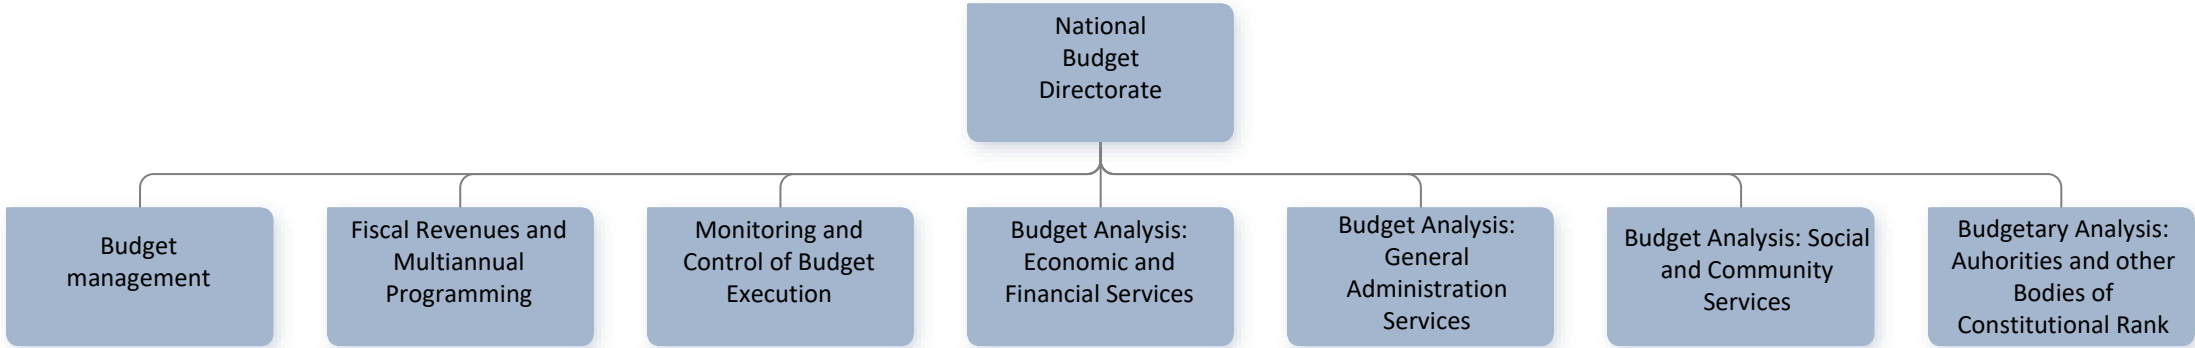 National
Budget
Directorate
Budget
management
Fiscal Revenues and
Multiannual
Programming
Monitoring and
Control of Budget
Execution
Budget Analysis:
Economic and
Financial Services
Budget Analysis:
General
Administration
Services
Budget Analysis: Social
and Community
Services
Budgetary Analysis:
Auhorities and other
Bodies of
Constitutional Rank